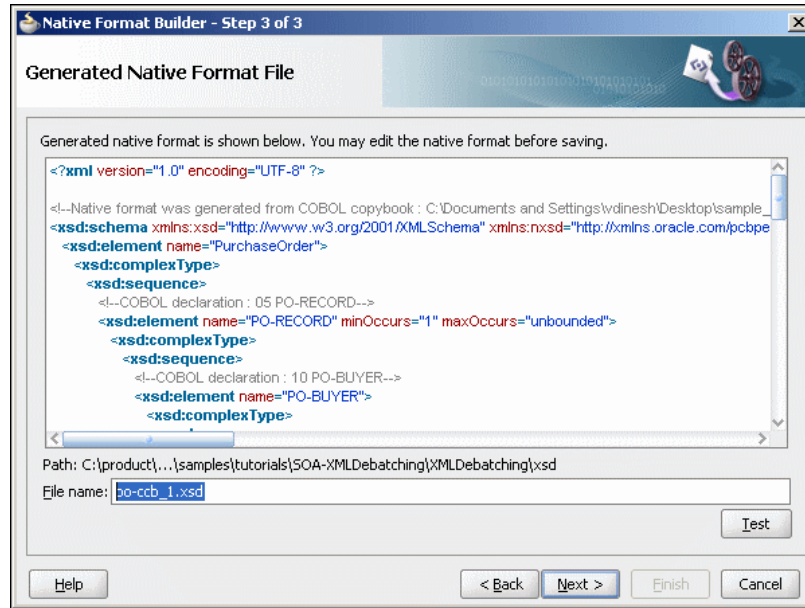 Native Format Builder - Step 3 of 3
Generated Native Format File
Generated native format is shown below. You may edit the native format before saving.
<?xml version="1.0" encoding="UTF-8" ?>
<!--Native format was generated from COBOL copybook : C:\Documents and Settings\vdinesh\Desktop\sample_
<xsd:schema xmlns:xsd="http://www.w3.org/2001/XMLSchema" xmlns:nxsd="http://xmlns.oracle.com/pcbpe
<xsd:element name="PurchaseOrder">
<xsd:complexType>
<xsd:sequence>
<!--COBOL declaration : 05 PO-RECORD-->
<xsd:element name="PO-RECORD" minOccurs="1" maxOccurs="unbounded">
<xsd:complexType>
<xsd:sequence>
<!--COBOL declaration : 10 PO-BUYER-->
<xsd:element name="PO-BUYER">
<xsd:complexType>
Path: C:\product\...\samples\tutorials\SOA-XMLDebatching\XMLDebatching\xsd
File name: po-ccb_1.xsd
Test
Help < Back Next > Finish Cancel